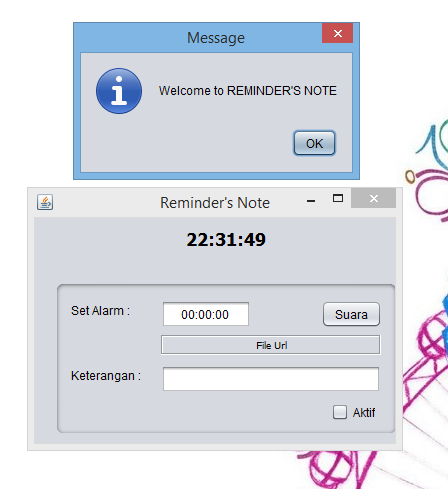 Message
Welcome to REMINDER'S NOTE
OK
Reminder's Note
22:31:49
Set Alarm : 00:00:00 Suara
File Url
Keterangan :
Aktif